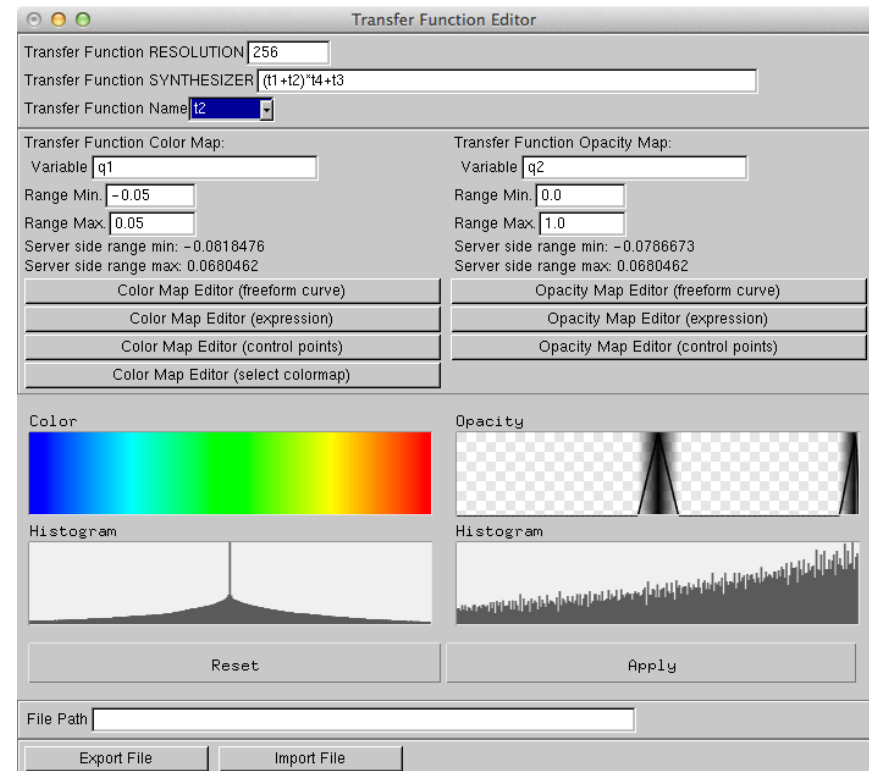 Transfer Function Editor
Transfer Function RESOLUTION 256
Transfer Function SYNTHESIZER (t1+t2)*t4+t3
Transfer Function Name t2
Transfer Function Color Map:
Variable q1
Range Min. -0.05
Range Max. 0.05
Server side range min: -0.0818476
Server side range max: 0.0680462
Color Map Editor (freeform curve)
Color Map Editor (expression)
Color Map Editor (control points)
Color Map Editor (select colormap)
Transfer Function Opacity Map:
Variable q2
Range Min. 0.0
Range Max. 1.0
Server side range min: -0.0786673
Server side range max: 0.0680462
Opacity Map Editor (freeform curve)
Opacity Map Editor (expression)
Opacity Map Editor (control points)
Color
Histogram
Opacity
Histogram
Reset
Apply
File Path
Export File
Import File